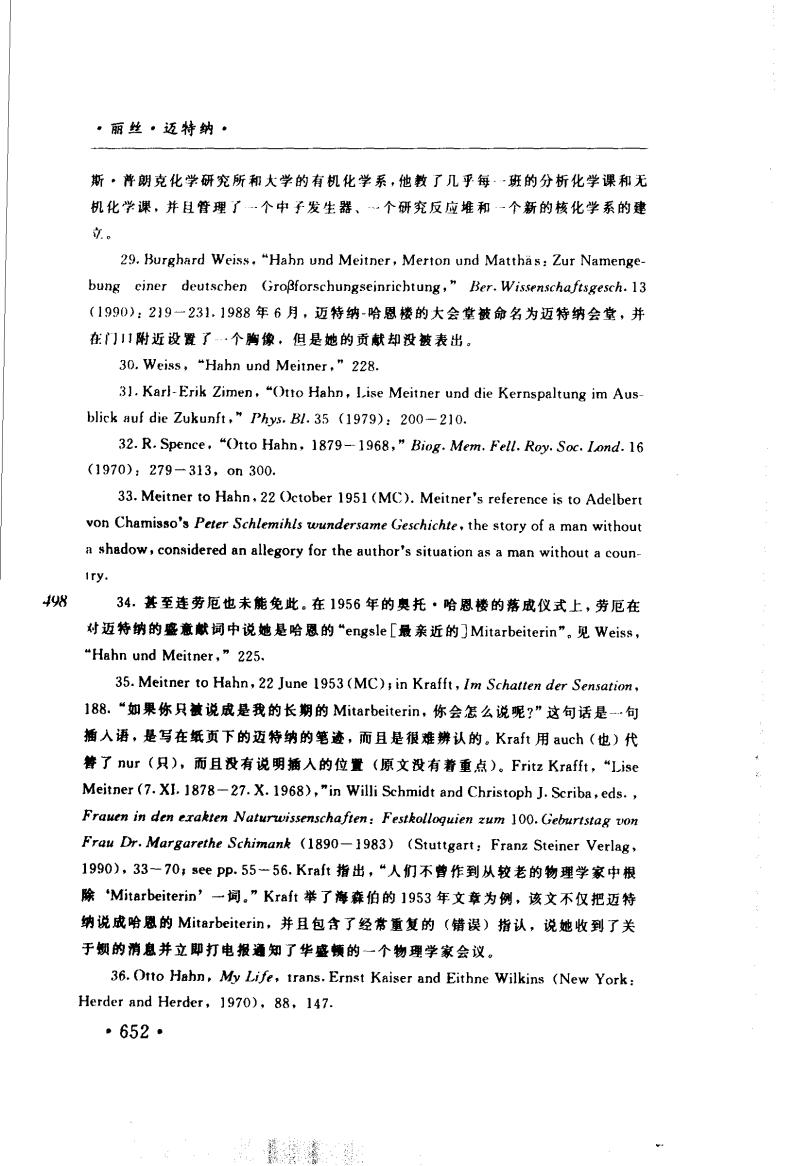 ·丽丝·迈特纳·
斯·普朗克化学研究所和大学的有机化学系，他教了几乎每一班的分析化学课和无
机化学课，并且管理了一个中子发生器、一个研究反应堆和一个新的核化学系的建
立。
29. Burghard Weiss, “Hahn und Meitner, Merton und Matthäs: Zur Namenge-
bung einer deutschen Großforschungseinrichtung,” Ber. Wissenschaftsgesch. 13
(1990): 219—231. 1988 年 6 月，迈特纳-哈恩楼的大会堂被命名为迈特纳会堂，并
在门口附近设置了一个胸像，但是她的贡献却没被表出。
30. Weiss, “Hahn und Meitner,” 228.
31. Karl-Erik Zimen, “Otto Hahn, Lise Meitner und die Kernspaltung im Aus-
blick auf die Zukunft,” Phys. Bl. 35 (1979): 200—210.
32. R. Spence, “Otto Hahn, 1879—1968,” Biog. Mem. Fell. Roy. Soc. Lond. 16
(1970): 279—313, on 300.
33. Meitner to Hahn, 22 October 1951 (MC). Meitner's reference is to Adelbert
von Chamisso's Peter Schlemihls wundersame Geschichte, the story of a man without
a shadow, considered an allegory for the author's situation as a man without a coun-
try.
498
34. 甚至连劳厄也未能免此。在 1956 年的奥托·哈恩楼的落成仪式上，劳厄在
对迈特纳的盛意献词中说她是哈恩的“engsle [最亲近的] Mitarbeiterin”。见 Weiss,
“Hahn und Meitner,” 225.
35. Meitner to Hahn, 22 June 1953 (MC); in Krafft, Im Schatten der Sensation,
188. “如果你只被说成是我的长期的 Mitarbeiterin, 你会怎么说呢?”这句话是一句
插入语，是写在纸页下的迈特纳的笔迹，而且是很难辨认的。Kraft 用 auch (也) 代
替了 nur (只)，而且没有说明插入的位置 (原文没有着重点)。Fritz Krafft, “Lise
Meitner (7. XI. 1878—27. X. 1968),” in Willi Schmidt and Christoph J. Scriba, eds. ,
Frauen in den exakten Naturwissenschaften: Festkolloquien zum 100. Geburtstag von
Frau Dr. Margarethe Schimank (1890—1983) (Stuttgart: Franz Steiner Verlag,
1990), 33—70; see pp. 55—56. Kraft 指出，“人们不曾作到从较老的物理学家中根
除 ‘Mitarbeiterin’ 一词。” Kraft 举了海森伯的 1953 年文章为例，该文不仅把迈特
纳说成哈恩的 Mitarbeiterin, 并且包含了经常重复的 (错误) 指认，说她收到了关
于钡的消息并立即打电报通知了华盛顿的一个物理学家会议。
36. Otto Hahn, My Life, trans. Ernst Kaiser and Eithne Wilkins (New York:
Herder and Herder, 1970), 88, 147.
·652·